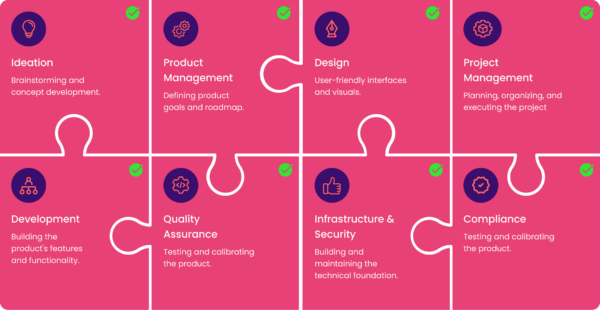 Ideation
Brainstorming and
concept development.
Product
Management
Defining product
goals and roadmap.
Design
User-friendly interfaces
and visuals.
Project
Management
Planning, organizing, and
executing the project
Development
Building the
product's features
and functionality.
Quality
Assurance
Testing and calibrating
the product.
Infrastructure &
Security
Building and
maintaining the
technical foundation.
Compliance
Testing and calibrating
the product.